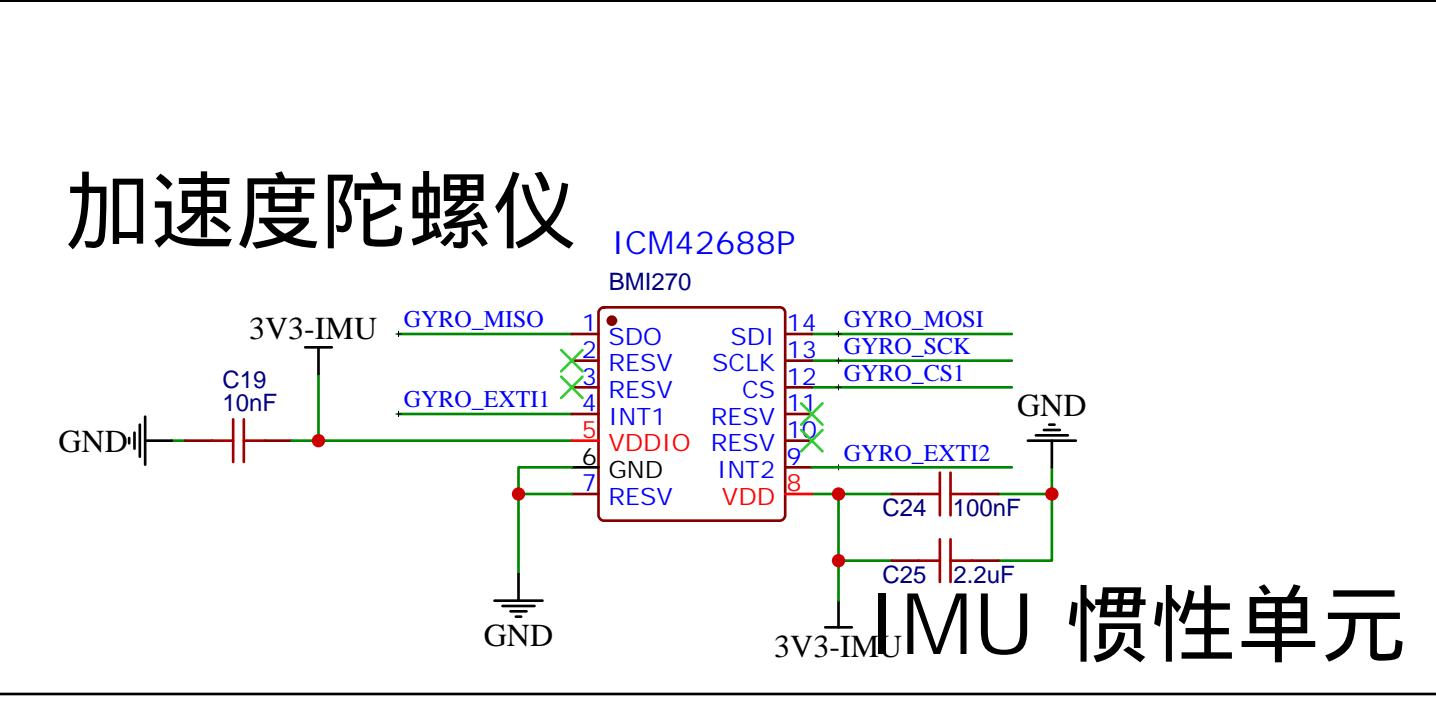 加速度陀螺仪
ICM42688P
BMI270
3V3-IMU
GYRO_MISO
1
SDO
SDI
14
GYRO_MOSI
2
RESV
SCLK
13
GYRO_SCK
C19
10nF
3
RESV
CS
12
GYRO_CS1
GYRO_EXTI1
4
INT1
RESV
11
GND
GND
5
VDDIO
RESV
10
6
GND
INT2
9
GYRO_EXTI2
7
RESV
VDD
8
C24
100nF
C25
2.2uF
GND
3V3-IMU
IMU 惯性单元